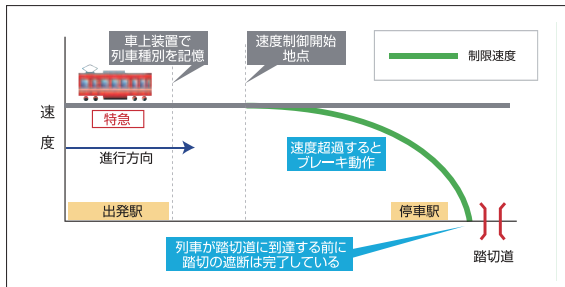 車上装置で
列車種別を記憶
速度制御開始
地点
制限速度
速度
特急
進行方向
速度超過すると
ブレーキ動作
出発駅
停車駅
列車が踏切道に到達する前に
踏切の遮断は完了している
踏切道